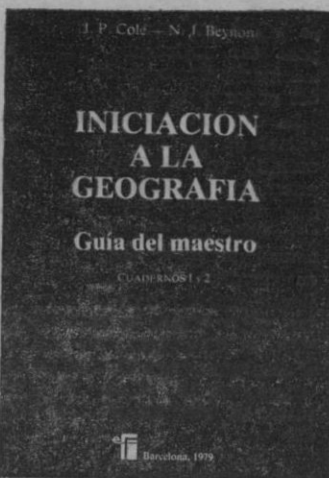 J. P. Cole — N. J. Beynon
INICIACION
A LA
GEOGRAFIA
Guía del maestro
CUADERNOS 1 y 2
Barcelona, 1979